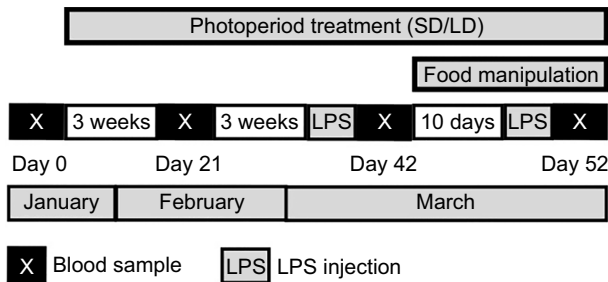 Photoperiod treatment (SD/LD)
Food manipulation
X 3 weeks X 3 weeks LPS X 10 days LPS X
Day 0 Day 21 Day 42 Day 52
January February March
X Blood sample LPS LPS injection